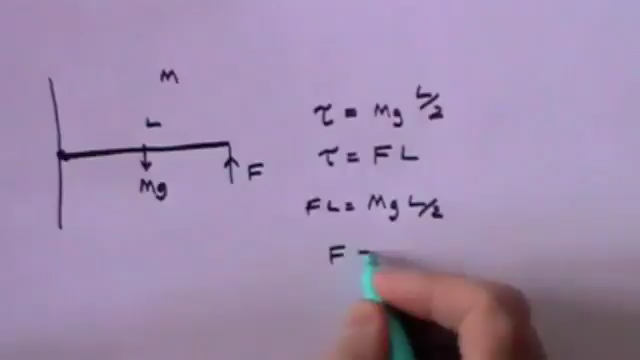 M
L
Mg
F
τ = Mg L/2
τ = F L
F L = Mg L/2
F =